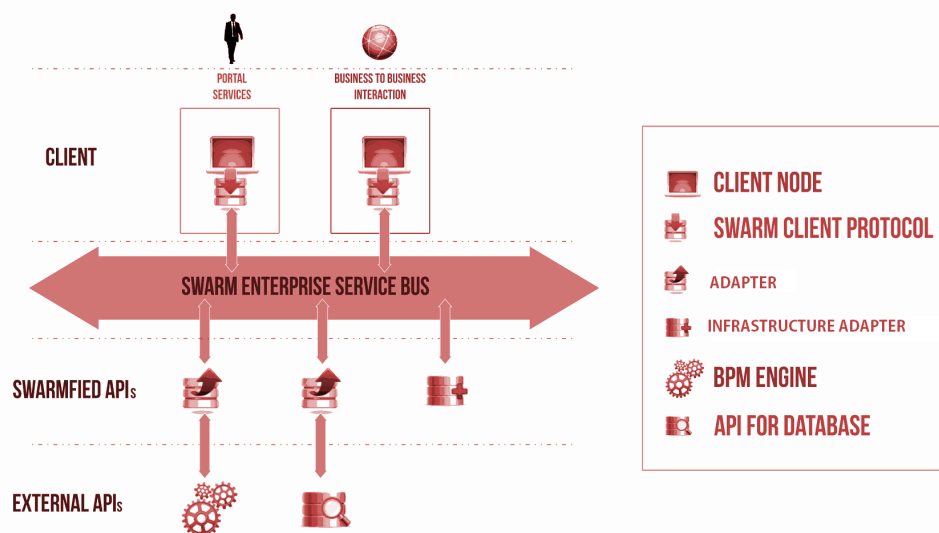 PORTAL
SERVICES
BUSINESS TO BUSINESS
INTERACTION
CLIENT
SWARM ENTERPRISE SERVICE BUS
SWARMFIED APIs
EXTERNAL APIs
CLIENT NODE
SWARM CLIENT PROTOCOL
ADAPTER
INFRASTRUCTURE ADAPTER
BPM ENGINE
API FOR DATABASE